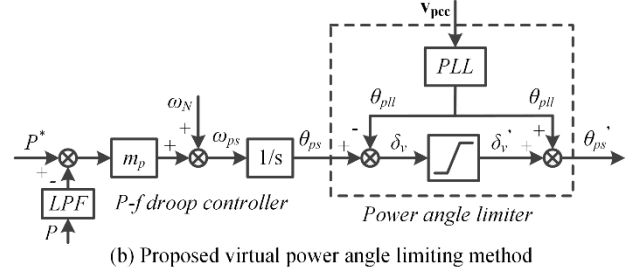 v_pcc
PLL
ω_N
θ_pll θ_pll
P* + - m_p + + ω_ps 1/s θ_ps + - δ_v δ_v' + + θ_ps'
LPF
P
P-f droop controller
Power angle limiter
(b) Proposed virtual power angle limiting method